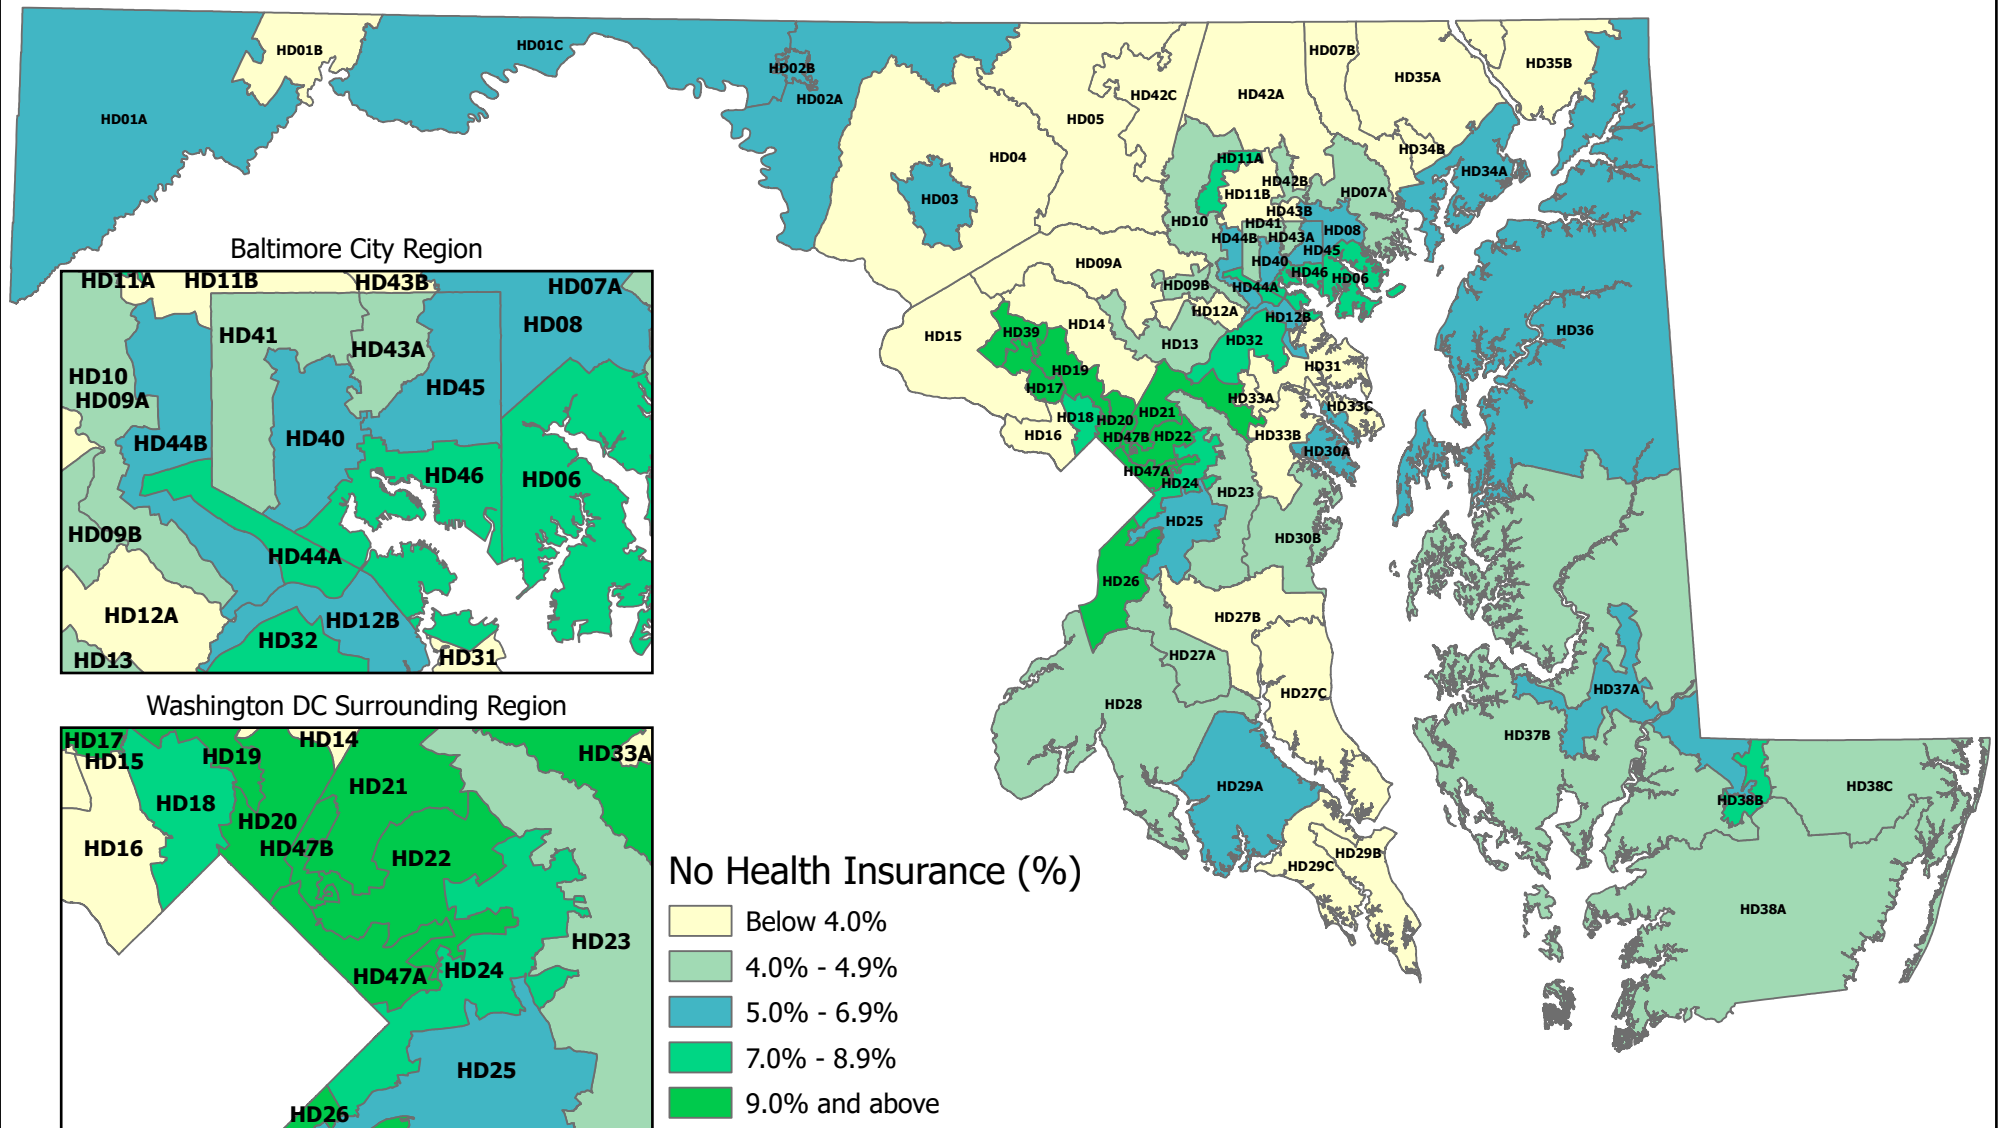 HD01A
HD01B
HD01C
HD02B
HD02A
HD03
HD04
HD05
HD42C
HD42A
HD07B
HD35A
HD35B
HD34B
HD34A
HD11A
HD42B
HD11B
HD07A
HD43B
HD10
HD41
HD44B
HD43A
HD08
HD45
HD40
HD46
HD06
HD09A
HD09B
HD44A
HD12A
HD12B
HD36
HD15
HD39
HD14
HD13
HD32
HD19
HD31
HD17
HD33A
HD33C
HD18
HD20
HD21
HD16
HD47B
HD22
HD33B
HD30A
HD47A
HD24
HD23
HD25
HD30B
HD26
HD27B
HD27A
HD27C
HD28
HD37A
HD37B
HD29A
HD38B
HD38C
HD29B
HD29C
HD38A
Baltimore City Region
HD11A
HD11B
HD43B
HD07A
HD08
HD41
HD43A
HD10
HD09A
HD45
HD44B
HD40
HD46
HD06
HD09B
HD44A
HD12A
HD12B
HD32
HD13
HD31
Washington DC Surrounding Region
HD17
HD14
HD15
HD19
HD33A
HD18
HD21
HD20
HD16
HD47B
HD22
HD23
HD47A
HD24
HD25
HD26
No Health Insurance (%)
Below 4.0%
4.0% - 4.9%
5.0% - 6.9%
7.0% - 8.9%
9.0% and above